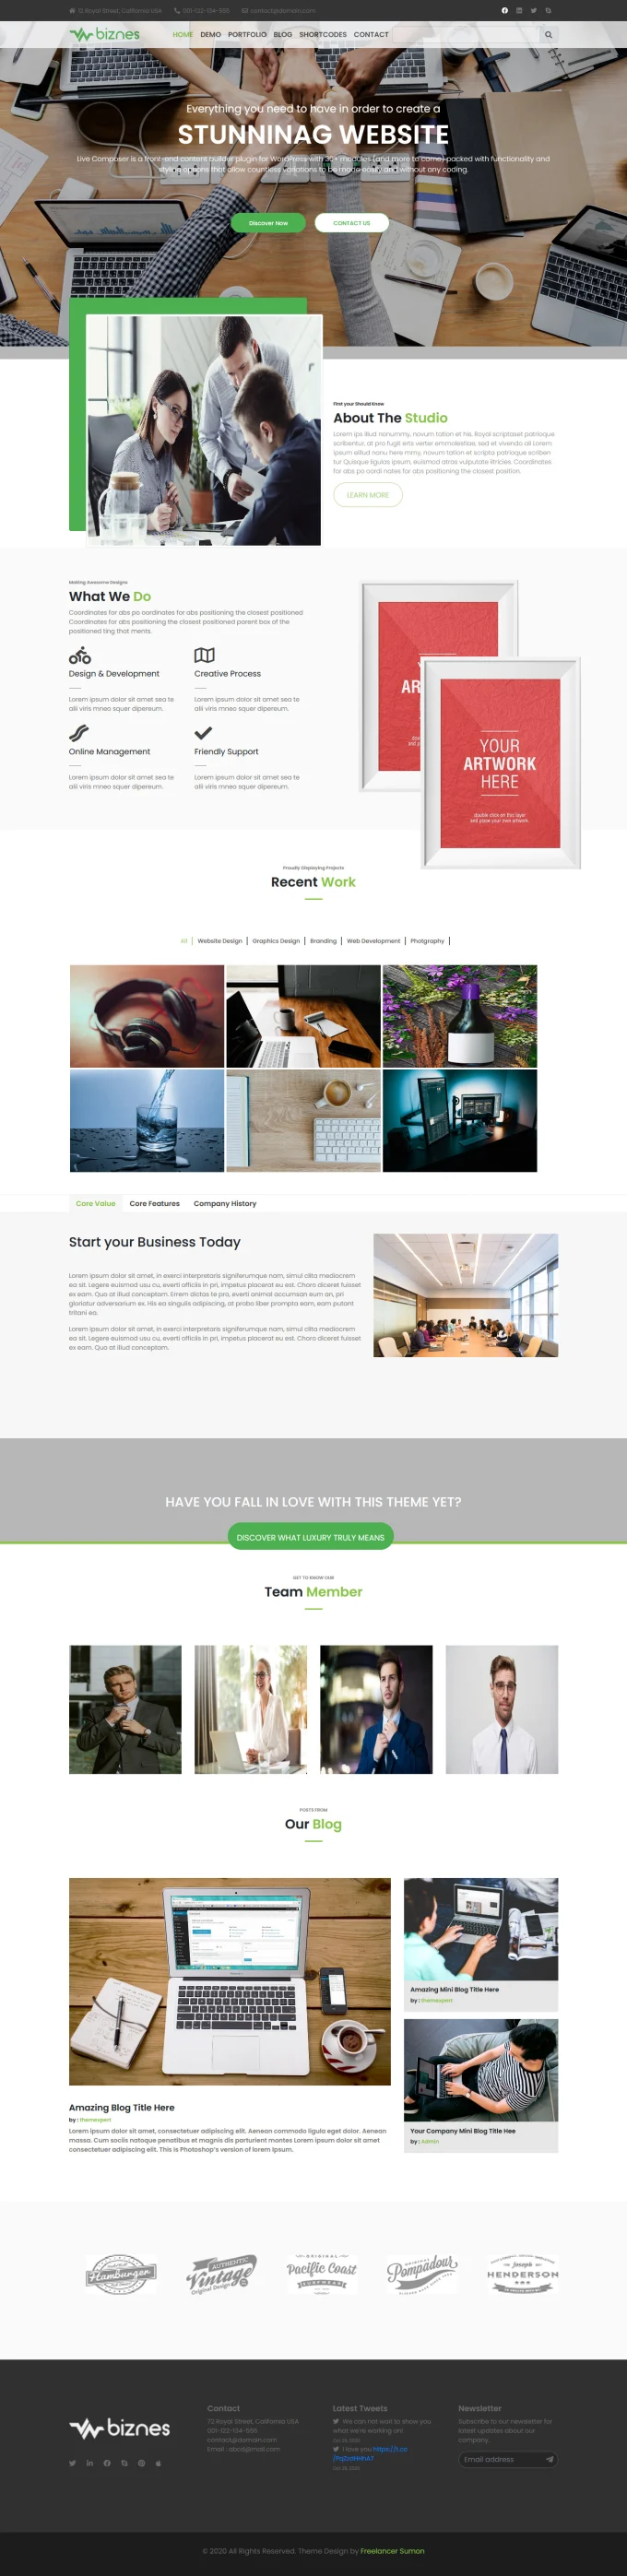 12 Royal Street, California USA 001-122-134-555 contact@domain.com
biznes HOME DEMO PORTFOLIO BLOG SHORTCODES CONTACT
Everything you need to have in order to create a
STUNNINAG WEBSITE
Live Composer is a front-end content builder plugin for WordPress with 30+ modules (and more to come) packed with functionality and
styling options that allow countless variations to be made easily and without any coding.
Discover Now CONTACT US
First your Should Know
About The Studio
Lorem ips illud nonummy, novum tation et his. Royal scriptaset patrioque
scribentur, at pro fugit erts verter emmolestiae, sed et vivendo ali Lorem
ipsum ellud nonu here mmy, novum tation et scripta patrioque scriben
tur Quisque ligulas ipsum, euismod atras vulputate iltricies. Coordinates
for abs po oordi nates for abs positioning the closest position.
LEARN MORE
Making Awesome Designs
What We Do
Coordinates for abs po oordinates for abs positioning the closest positioned
Coordinates for abs positioning the closest positioned parent box of the
positioned ting that ments.
Design & Development
Lorem ipsum dolor sit amet sea te
alii viris mneo squer dipereum.
Creative Process
Lorem ipsum dolor sit amet sea te
alii viris mneo squer dipereum.
Online Management
Lorem ipsum dolor sit amet sea te
alii viris mneo squer dipereum.
Friendly Support
Lorem ipsum dolor sit amet sea te
alii viris mneo squer dipereum.
AR
YOUR
ARTWORK
HERE
double click on this layer
and paste your own artwork.
Proudly Displaying Projects
Recent Work
All Website Design Graphics Design Branding Web Development Photgraphy
Core Value Core Features Company History
Start your Business Today
Lorem ipsum dolor sit amet, in exerci interpretaris signiferumque nam, simul clita mediocrem
ea sit. Legere euismod usu cu, everti officiis in pri, impetus placerat eu est. Choro diceret fuisset
ex eam. Quo at illud conceptam. Errem dictas te pro, everti animal accumsan eum an, pri
gloriatur adversarium ex. His ea singulis adipiscing, at probo liber prompta eam, eam putant
tritani ea.
Lorem ipsum dolor sit amet, in exerci interpretaris signiferumque nam, simul clita mediocrem
ea sit. Legere euismod usu cu, everti officiis in pri, impetus placerat eu est. Choro diceret fuisset
ex eam. Quo at illud conceptam.
HAVE YOU FALL IN LOVE WITH THIS THEME YET?
DISCOVER WHAT LUXURY TRULY MEANS
GET TO KNOW OUR
Team Member
POSTS FROM
Our Blog
Amazing Blog Title Here
by : themexpert
Lorem ipsum dolor sit amet, consectetuer adipiscing elit. Aenean commodo ligula eget dolor. Aenean
massa. Cum sociis natoque penatibus et magnis dis parturient montes Lorem ipsum dolor sit amet
consectetuer adipiscing elit. This is Photoshop's version of lorem ipsum.
Amazing Mini Blog Title Here
by : themexpert
Your Company Mini Blog Title Hee
by : Admin
Hamburger
AUTHENTIC
Vintage
Original Design
ORIGINAL
Pacific Coast
Pompadour
Joseph
HENDERSON
biznes
Contact
72 Royal Street, California USA
001-122-134-555
contact@domain.com
Email : abcd@mail.com
Latest Tweets
We can not wait to show you
what we're working on!
I love you https://t.co
Newsletter
Subscribe to our newsletter for
latest updates about our
company.
Email address
© 2020 All Rights Reserved. Theme Design by Freelancer Sumon